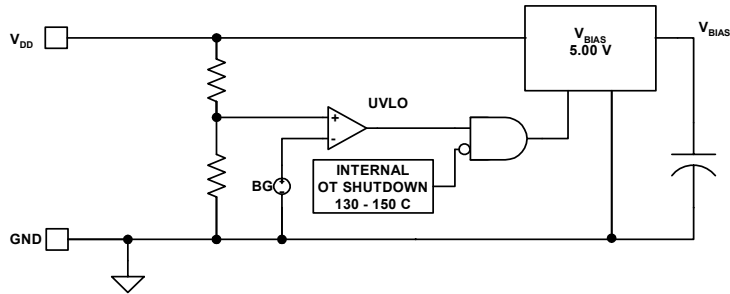 V_DD
V_BIAS
5.00 V
V_BIAS
UVLO
+
-
INTERNAL
OT SHUTDOWN
130 - 150 C
BG
+
-
GND